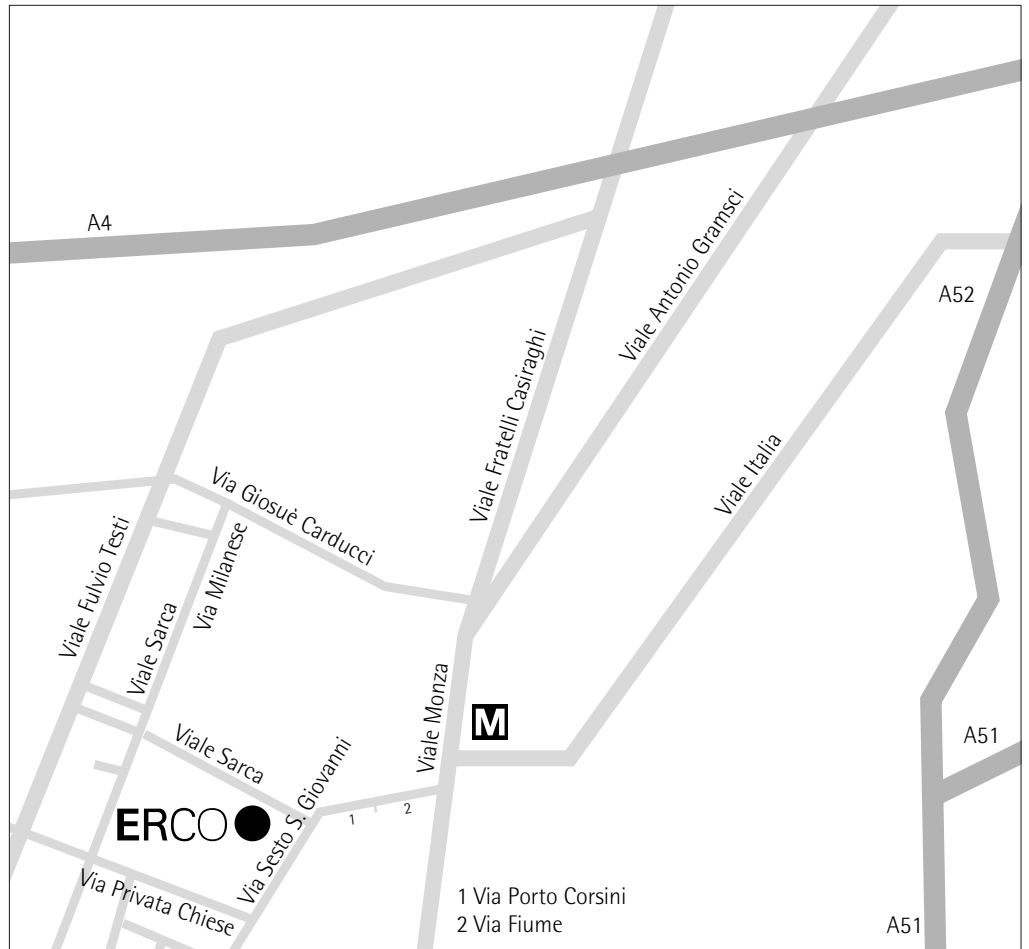 A4
A52
Viale Antonio Gramsci
Viale Fratelli Casiraghi
Viale Italia
Via Giosuè Carducci
Viale Fulvio Testi
Via Milanese
Viale Sarca
Viale Monza
M
A51
Viale Sarca
Via Sesto S. Giovanni
ERCO
1
2
Via Privata Chiese
1 Via Porto Corsini
2 Via Fiume
A51